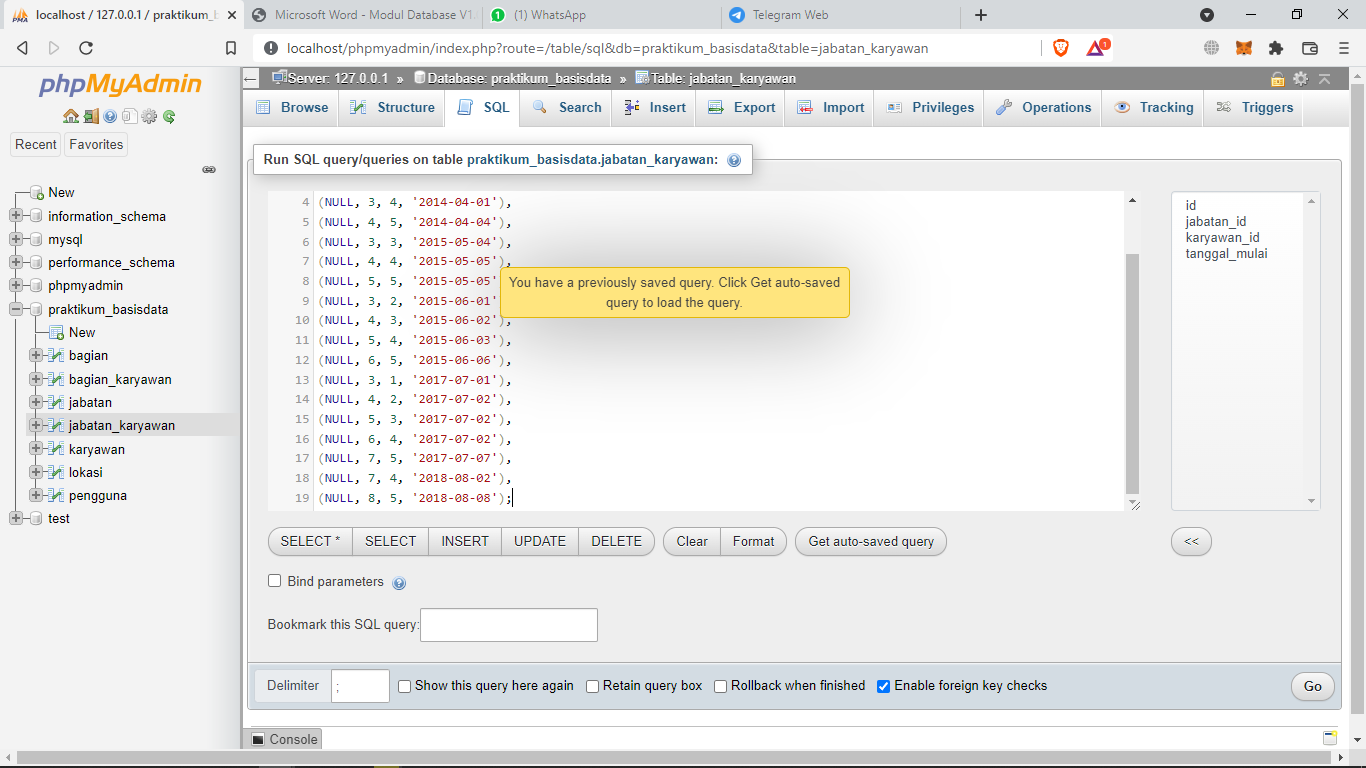 localhost / 127.0.0.1 / praktikum_b
Microsoft Word - Modul Database V1.
(1) WhatsApp
Telegram Web
localhost/phpmyadmin/index.php?route=/table/sql&db=praktikum_basisdata&table=jabatan_karyawan
1
phpMyAdmin
Recent
Favorites
New
information_schema
mysql
performance_schema
phpmyadmin
praktikum_basisdata
New
bagian
bagian_karyawan
jabatan
jabatan_karyawan
karyawan
lokasi
pengguna
test
Server: 127.0.0.1 » Database: praktikum_basisdata » Table: jabatan_karyawan
Browse
Structure
SQL
Search
Insert
Export
Import
Privileges
Operations
Tracking
Triggers
Run SQL query/queries on table praktikum_basisdata.jabatan_karyawan:
4 (NULL, 3, 4, '2014-04-01'),
5 (NULL, 4, 5, '2014-04-04'),
6 (NULL, 3, 3, '2015-05-04'),
7 (NULL, 4, 4, '2015-05-05'),
8 (NULL, 5, 5, '2015-05-05'
9 (NULL, 3, 2, '2015-06-01'
10 (NULL, 4, 3, '2015-06-02'),
11 (NULL, 5, 4, '2015-06-03'),
12 (NULL, 6, 5, '2015-06-06'),
13 (NULL, 3, 1, '2017-07-01'),
14 (NULL, 4, 2, '2017-07-02'),
15 (NULL, 5, 3, '2017-07-02'),
16 (NULL, 6, 4, '2017-07-02'),
17 (NULL, 7, 5, '2017-07-07'),
18 (NULL, 7, 4, '2018-08-02'),
19 (NULL, 8, 5, '2018-08-08');
You have a previously saved query. Click Get auto-saved
query to load the query.
id
jabatan_id
karyawan_id
tanggal_mulai
SELECT *
SELECT
INSERT
UPDATE
DELETE
Clear
Format
Get auto-saved query
<<
Bind parameters
Bookmark this SQL query:
Delimiter
;
Show this query here again
Retain query box
Rollback when finished
Enable foreign key checks
Go
Console